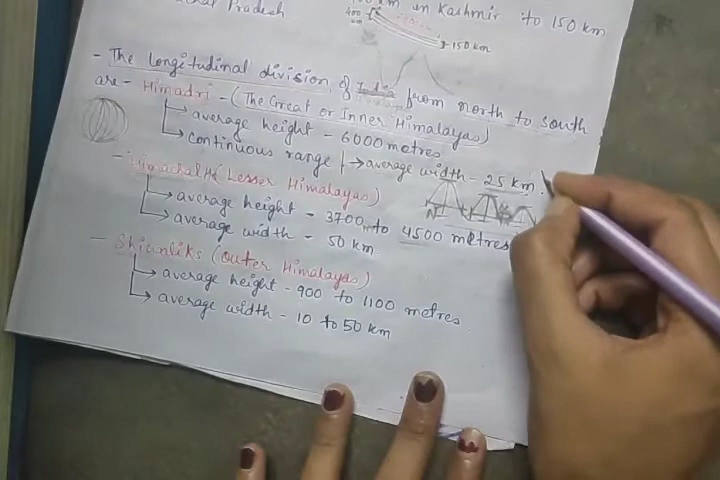 km in Kashmir to 150 km
Pradesh
400
km
150 km
- The longitudinal division of India from north to south
are - Himadri - (The Great or Inner Himalayas)
average height - 6000 metres
continuous range average width - 25 km.
- Himachal (Lesser Himalayas)
average height - 3700 m to 4500 metres
average width - 50 km
- Shiwaliks (Outer Himalayas)
average height - 900 to 1100 metres
average width - 10 to 50 km